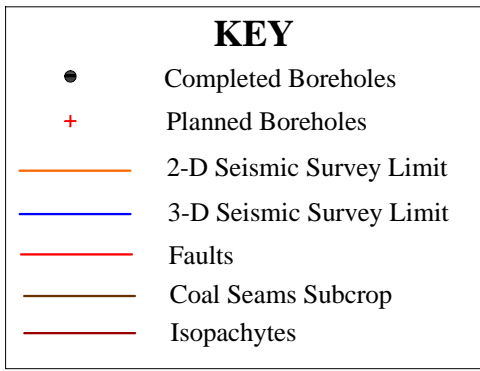 KEY
Completed Boreholes
Planned Boreholes
2-D Seismic Survey Limit
3-D Seismic Survey Limit
Faults
Coal Seams Subcrop
Isopachytes